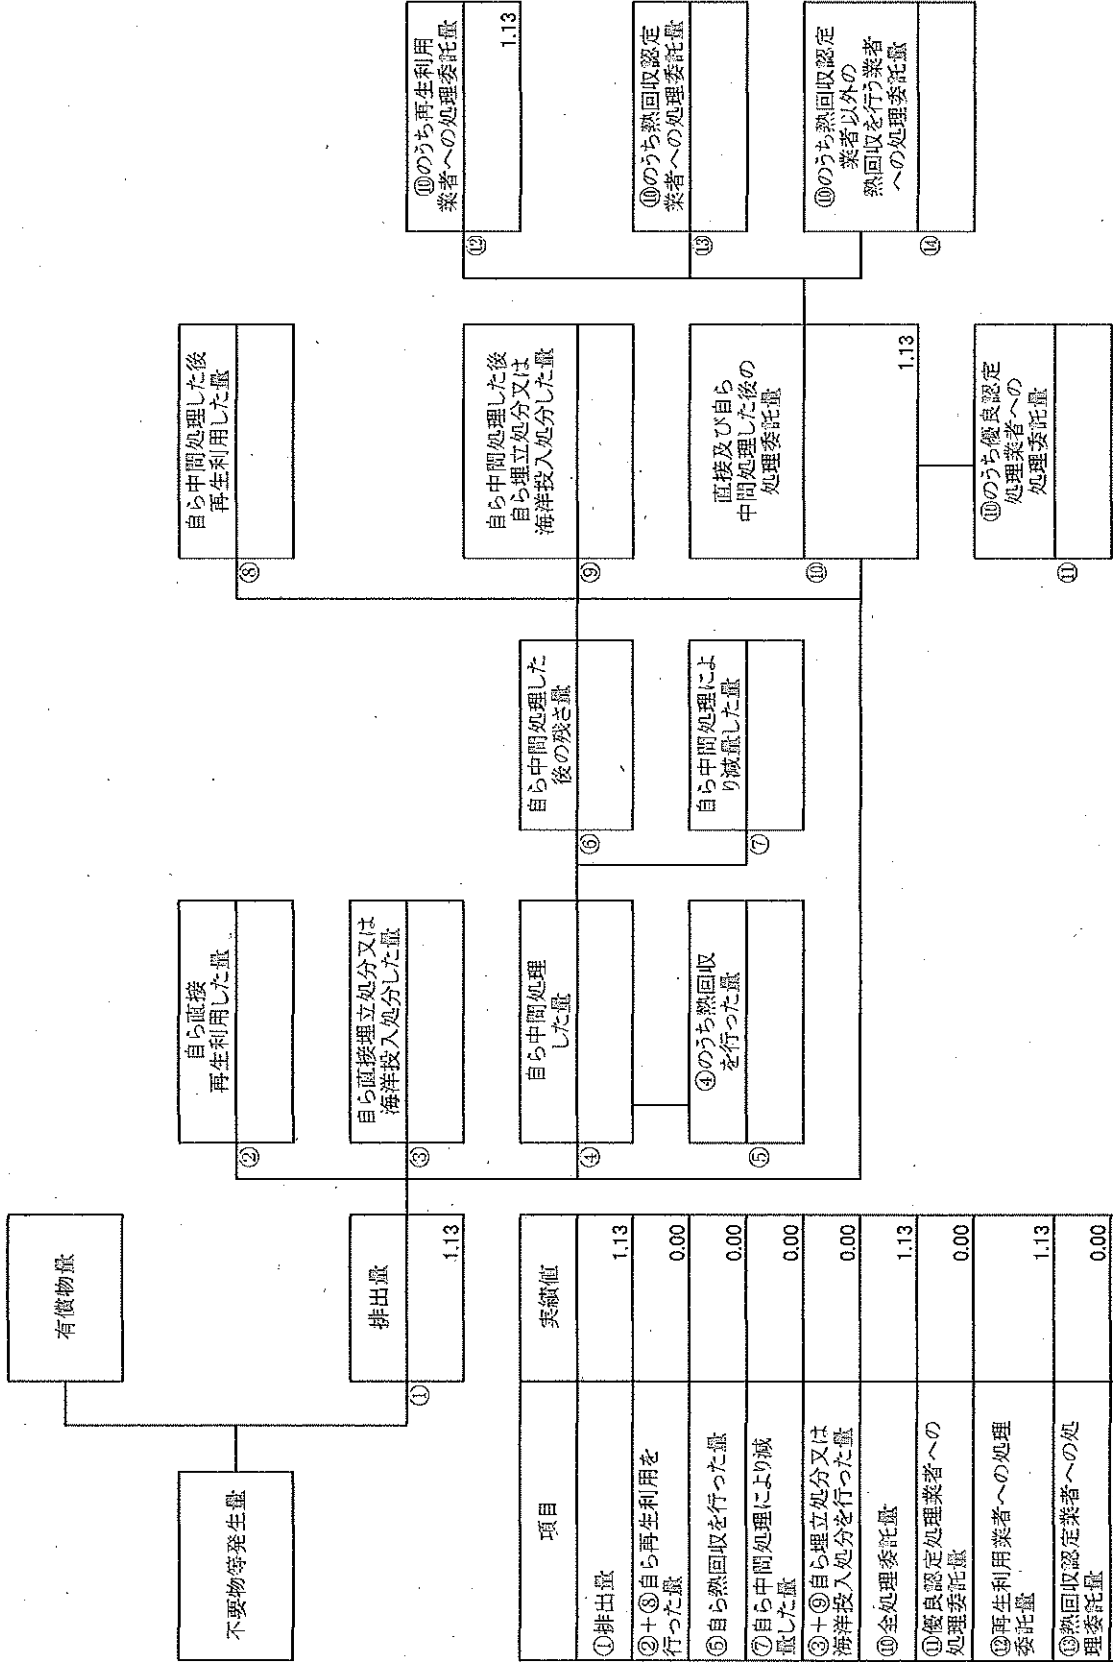 不要物等発生量
有償物量
排出量
①
1.13
自ら直接
再生利用した量
②
自ら直接埋立処分又は
海洋投入処分した量
③
自ら中間処理
した量
④
④のうち熱回収
を行った量
⑤
自ら中間処理した
後の残さ量
⑥
自ら中間処理によ
り減量した量
⑦
自ら中間処理した後
再生利用した量
⑧
自ら中間処理した後
自ら埋立処分又は
海洋投入処分した量
⑨
直接及び自ら
中間処理した後の
処理委託量
⑩
1.13
⑩のうち優良認定
処理業者への
処理委託量
⑪
⑩のうち再生利用
業者への処理委託量
⑫
1.13
⑩のうち熱回収認定
業者への処理委託量
⑬
⑩のうち熱回収認定
業者以外の
熱回収を行う業者
への処理委託量
⑭
項目
実績値
①排出量
1.13
②+⑧自ら再生利用を
行った量
0.00
⑤自ら熱回収を行った量
0.00
⑦自ら中間処理により減
量した量
0.00
③+⑨自ら埋立処分又は
海洋投入処分を行った量
0.00
⑩全処理委託量
1.13
⑪優良認定処理業者への
処理委託量
0.00
⑫再生利用業者への処理
委託量
1.13
⑬熱回収認定業者への処
理委託量
0.00